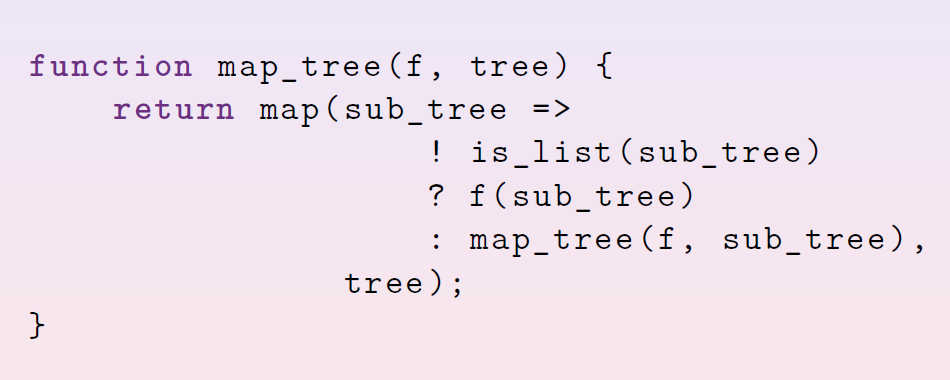 function map_tree(f, tree) {
    return map(sub_tree =>
                   ! is_list(sub_tree)
                   ? f(sub_tree)
                   : map_tree(f, sub_tree),
               tree);
}